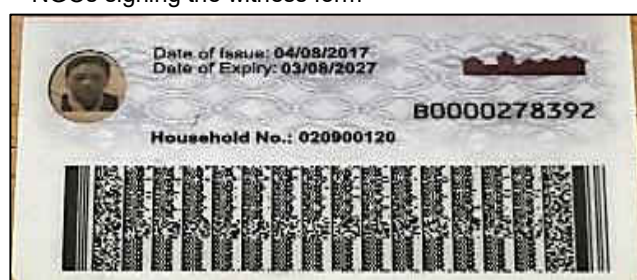 NGOs signing the witness form
Date of Issue: 04/08/2017
Date of Expiry: 03/08/2027
B0000278392
Household No.: 020900120